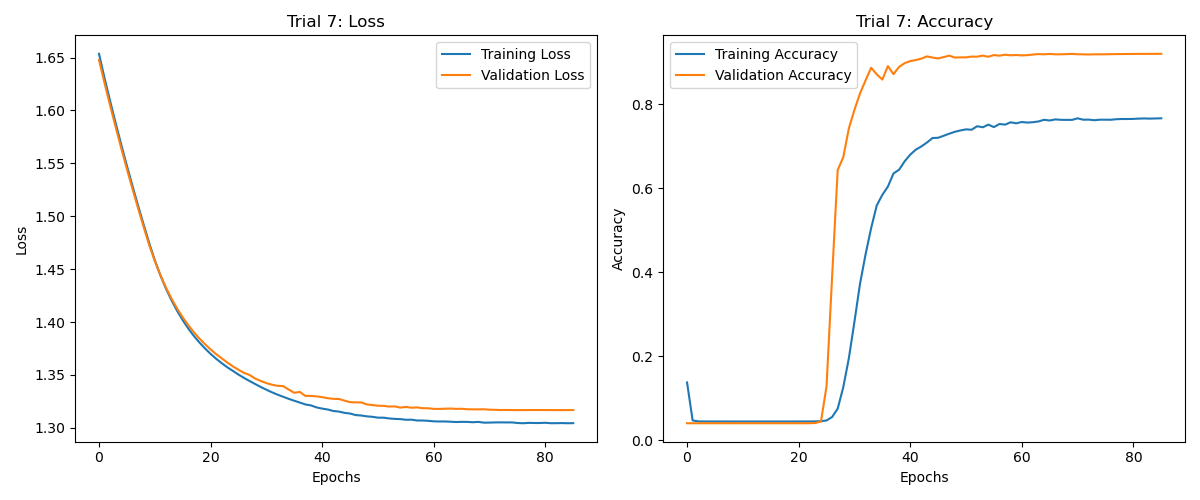 Trial 7: Loss
Loss
1.65
1.60
1.55
1.50
1.45
1.40
1.35
1.30
Training Loss
Validation Loss
0
20
40
60
80
Epochs
Trial 7: Accuracy
Accuracy
0.8
0.6
0.4
0.2
0.0
Training Accuracy
Validation Accuracy
0
20
40
60
80
Epochs